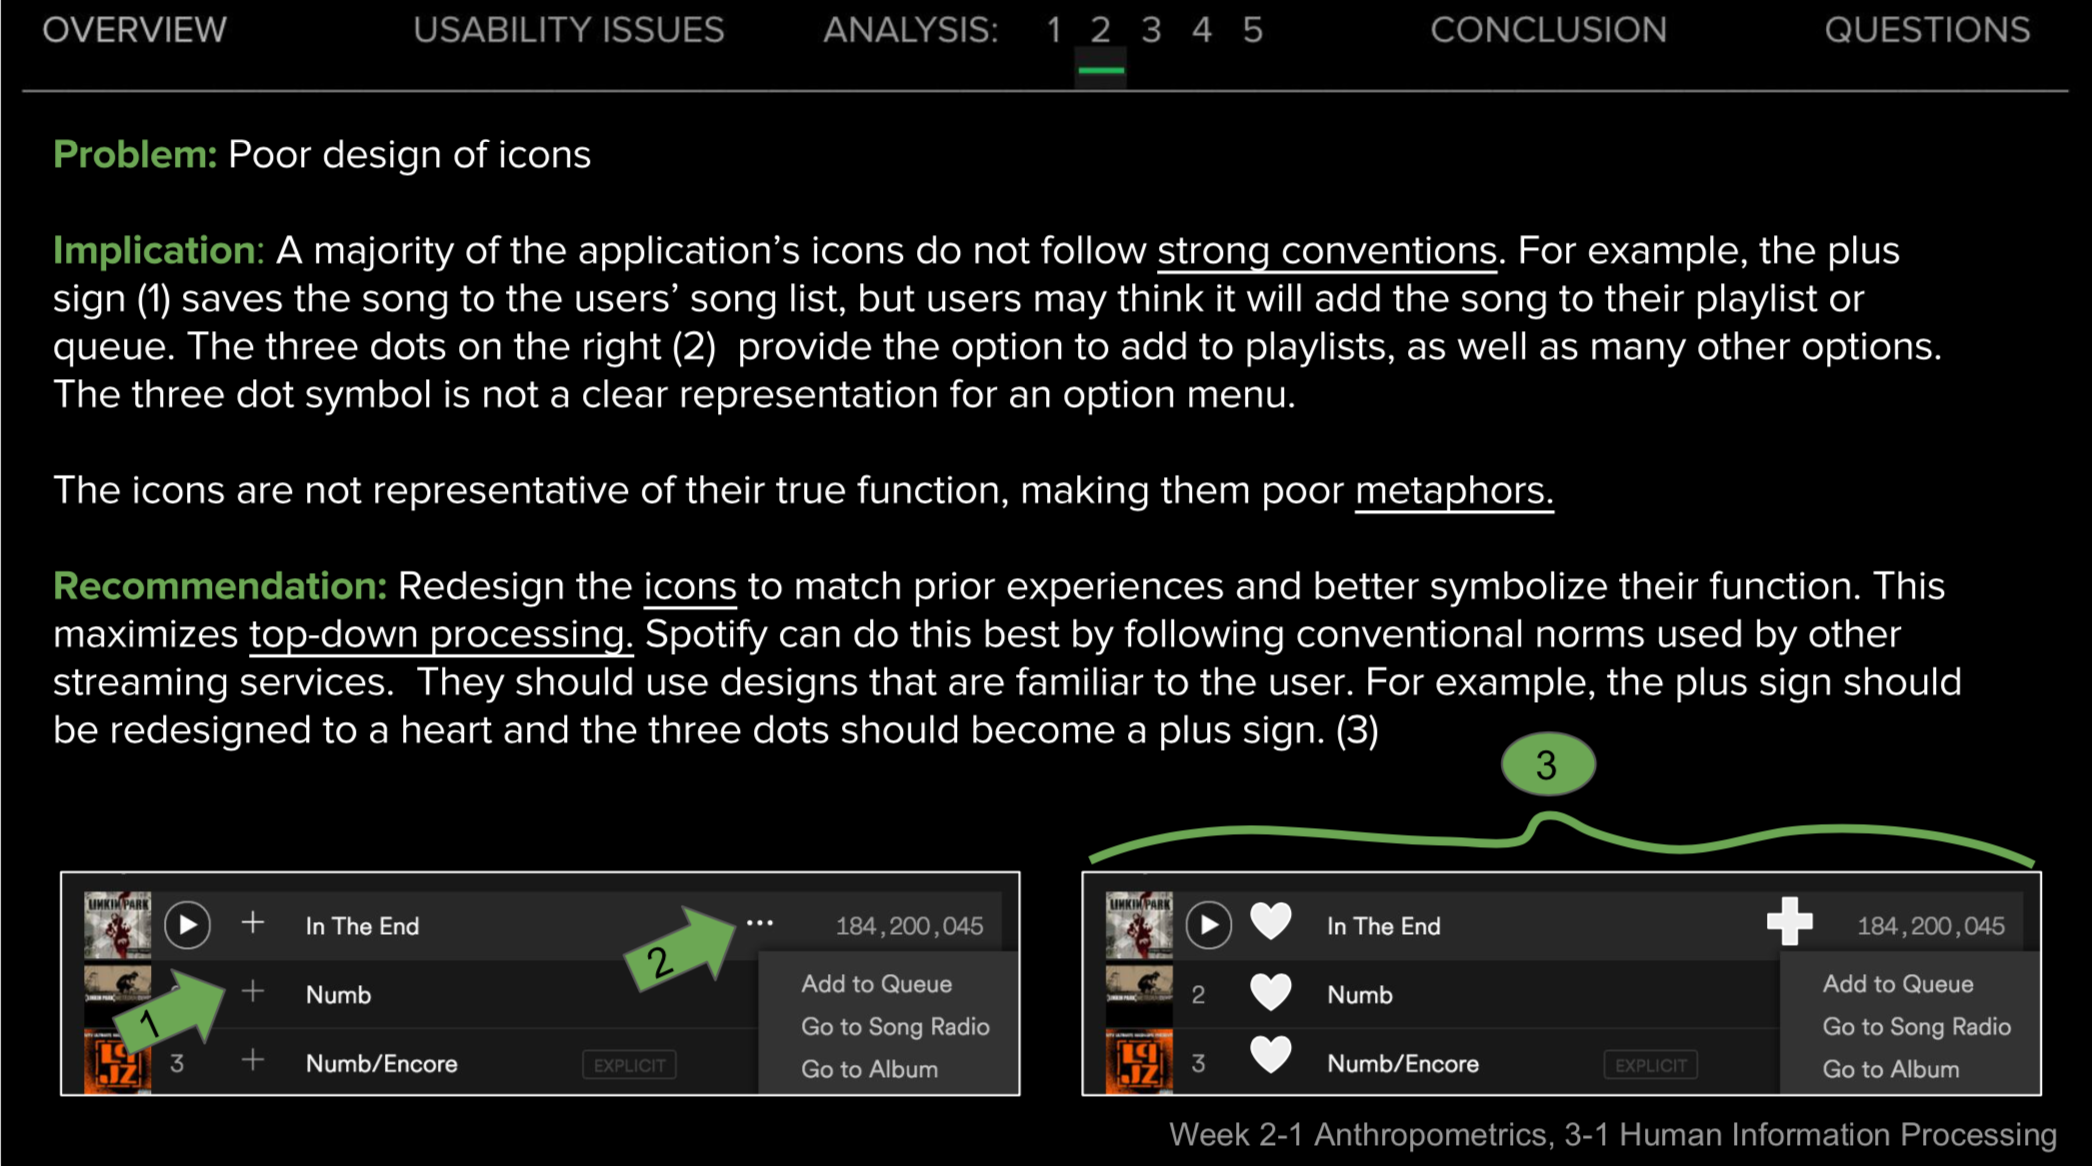 OVERVIEW USABILITY ISSUES ANALYSIS: 1 2 3 4 5 CONCLUSION QUESTIONS
Problem: Poor design of icons
Implication: A majority of the application's icons do not follow strong conventions. For example, the plus
sign (1) saves the song to the users' song list, but users may think it will add the song to their playlist or
queue. The three dots on the right (2) provide the option to add to playlists, as well as many other options.
The three dot symbol is not a clear representation for an option menu.
The icons are not representative of their true function, making them poor metaphors.
Recommendation: Redesign the icons to match prior experiences and better symbolize their function. This
maximizes top-down processing. Spotify can do this best by following conventional norms used by other
streaming services. They should use designs that are familiar to the user. For example, the plus sign should
be redesigned to a heart and the three dots should become a plus sign. (3)
3
LINKIN PARK
In The End
2
184,200,045
1
Numb
3
Numb/Encore
EXPLICIT
Add to Queue
Go to Song Radio
Go to Album
LINKIN PARK
In The End
184,200,045
2
Numb
3
Numb/Encore
EXPLICIT
Add to Queue
Go to Song Radio
Go to Album
Week 2-1 Anthropometrics, 3-1 Human Information Processing